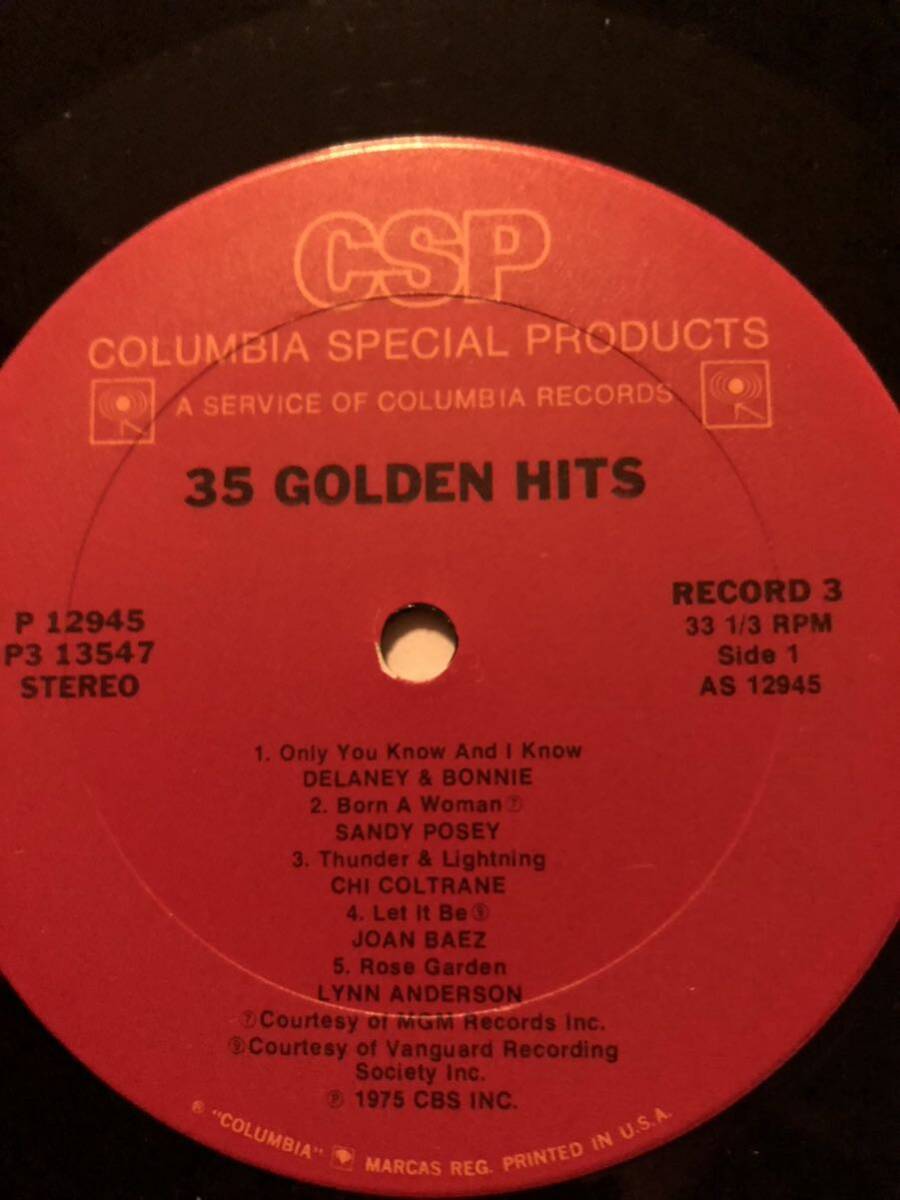 CSP
COLUMBIA SPECIAL PRODUCTS
A SERVICE OF COLUMBIA RECORDS
35 GOLDEN HITS
P 12945
P3 13547
STEREO
RECORD 3
33 1/3 RPM
Side 1
AS 12945
1. Only You Know And I Know
DELANEY & BONNIE
2. Born A Woman⑦
SANDY POSEY
3. Thunder & Lightning
CHI COLTRANE
4. Let It Be⑨
JOAN BAEZ
5. Rose Garden
LYNN ANDERSON
⑦Courtesy of MGM Records Inc.
⑨Courtesy of Vanguard Recording
Society Inc.
℗ 1975 CBS INC.
® "COLUMBIA" MARCAS REG. PRINTED IN U.S.A.